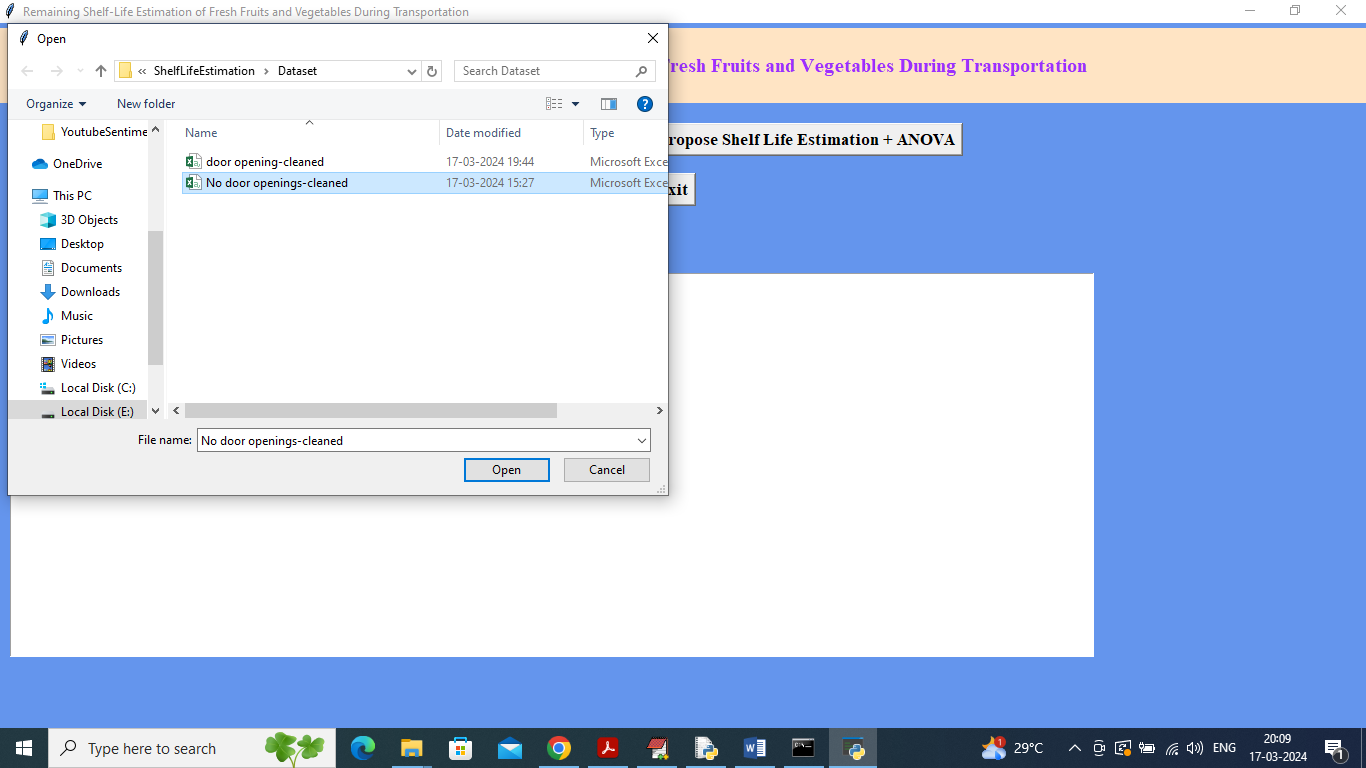 Remaining Shelf-Life Estimation of Fresh Fruits and Vegetables During Transportation
Open
« ShelfLifeEstimation › Dataset
Search Dataset
Fresh Fruits and Vegetables During Transportation
Organize
New folder
?
YoutubeSentime
OneDrive
This PC
3D Objects
Desktop
Documents
Downloads
Music
Pictures
Videos
Local Disk (C:)
Local Disk (E:)
Name
Date modified
Type
door opening-cleaned 17-03-2024 19:44 Microsoft Exce
No door openings-cleaned 17-03-2024 15:27 Microsoft Exce
ropose Shelf Life Estimation + ANOVA
xit
File name: No door openings-cleaned
Open
Cancel
Type here to search
1
29°C
ENG
20:09
17-03-2024
1